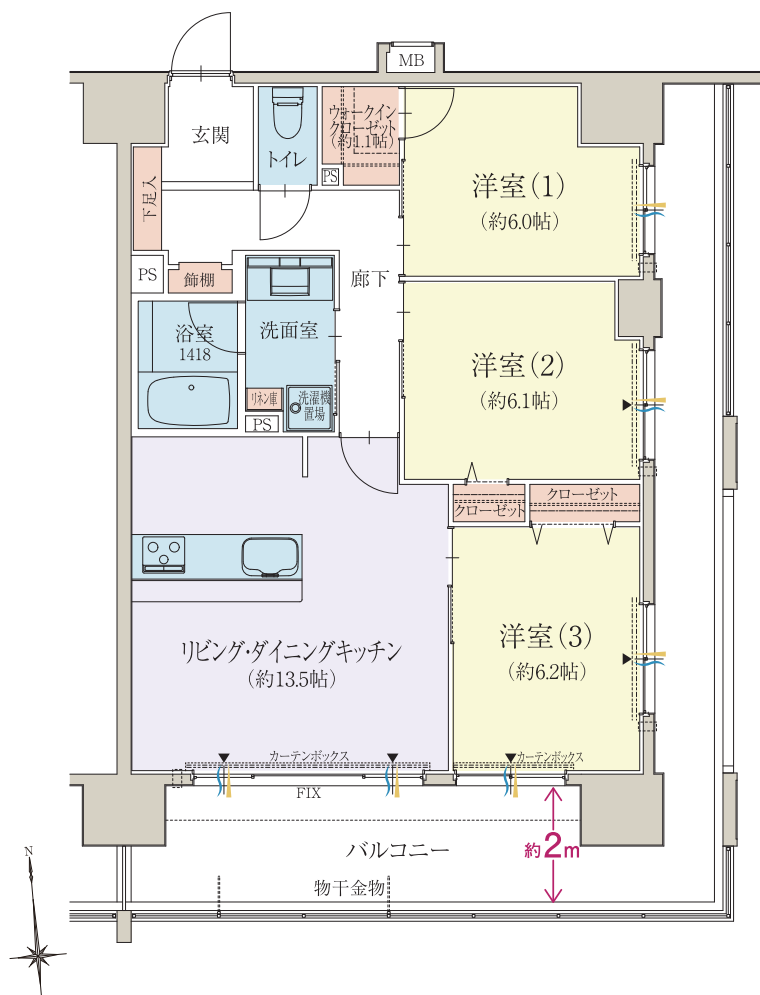 MB
玄関
トイレ
ウォークイン
クローゼット
(約1.1帖)
PS
下足入
洋室(1)
(約6.0帖)
PS
飾棚
廊下
浴室
1418
洗面室
洋室(2)
(約6.1帖)
リネン庫
洗濯機
置場
PS
クローゼット
クローゼット
洋室(3)
(約6.2帖)
リビング・ダイニングキッチン
(約13.5帖)
カーテンボックス
カーテンボックス
FIX
バルコニー
約2m
物干金物
N